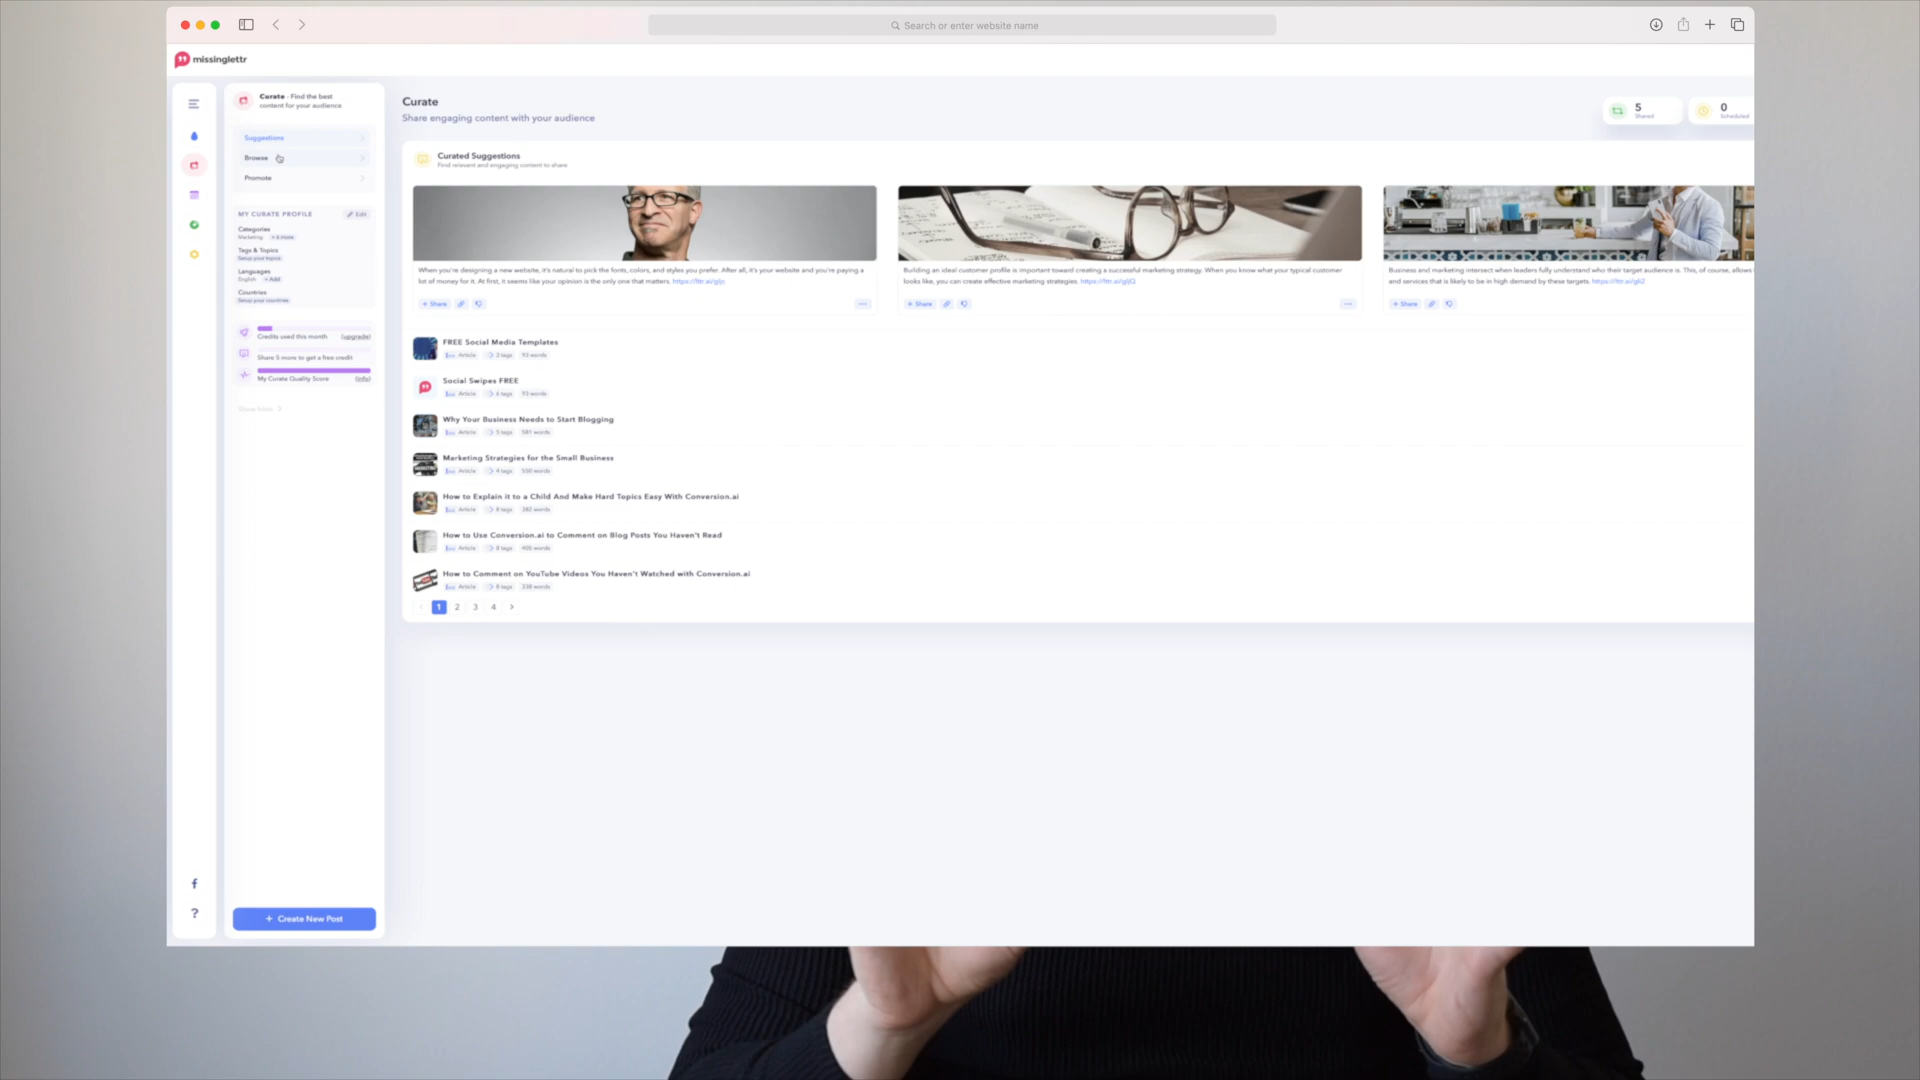 Search or enter website name
missinglettr
Curate - Find the best
content for your audience
Suggestions
Browse
Promote
MY CURATE PROFILE
Edit
Categories
Marketing + 6 more
Tags & Topics
Setup your topics
Languages
English + Add
Countries
Setup your countries
Credits used this month (upgrade)
Share 5 more to get a free credit
My Curate Quality Score (info)
+ Create New Post
Curate
Share engaging content with your audience
5
Shared
0
Scheduled
Curated Suggestions
Find relevant and engaging content to share
When you're designing a new website, it's natural to pick the fonts, colors, and styles you prefer. After all, it's your website and you're paying a
lot of money for it. At first, it seems like your opinion is the only one that matters.
+ Share
Building an ideal customer profile is important toward creating a successful marketing strategy. When you know what your typical customer
looks like, you can create effective marketing strategies. https://lttr.ai/gljQ
+ Share
Business and marketing intersect when leaders fully understand who their target audience is. This, of course, allows
and services that is likely to be in high demand by these targets.
+ Share
FREE Social Media Templates
Article 3 tags 93 words
Social Swipes FREE
Article 6 tags 93 words
Why Your Business Needs to Start Blogging
Article 5 tags 581 words
Marketing Strategies for the Small Business
Article 4 tags 550 words
How to Explain it to a Child And Make Hard Topics Easy With Conversion.ai
Article 8 tags 382 words
How to Use Conversion.ai to Comment on Blog Posts You Haven't Read
Article 8 tags 405 words
How to Comment on YouTube Videos You Haven't Watched with Conversion.ai
Article 8 tags 338 words
1 2 3 4